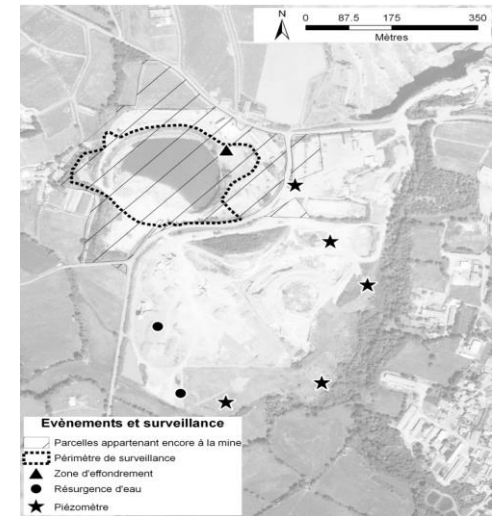 N
0 87.5 175 350
Mètres
Evènements et surveillance
Parcelles appartenant encore à la mine
Périmètre de surveillance
Zone d'effondrement
Résurgence d'eau
Piézomètre